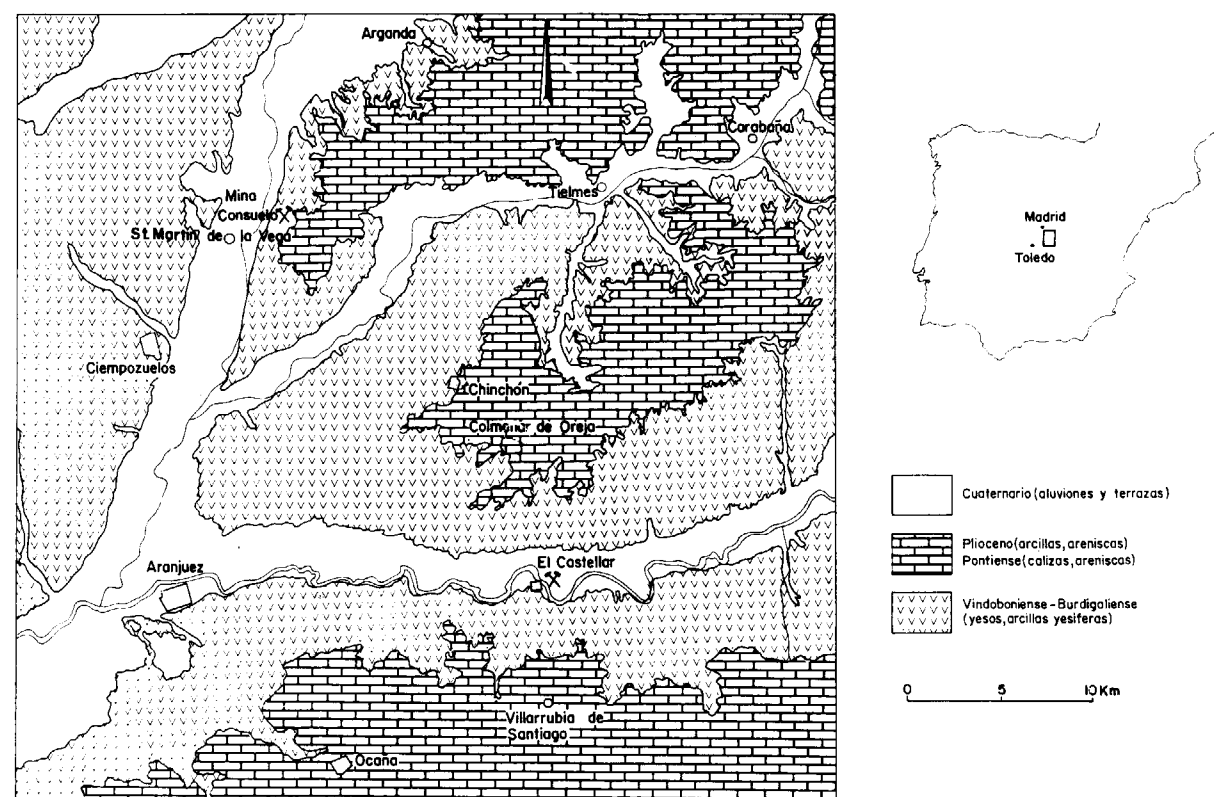 Arganda
Carabaña
Tielmes
Mina
Consuelo
St. Martin de la Vega
Ciempozuelos
Chinchón
Colmenar de Oreja
Aranjuez
El Castellar
Villarrubia de
Santiago
Ocaña
Madrid
Toledo
Cuaternario (aluviones y terrazas)
Plioceno (arcillas, areniscas)
Pontiense (calizas, areniscas)
Vindoboniense-Burdigaliense
(yesos, arcillas yesiferas)
0 5 10 Km